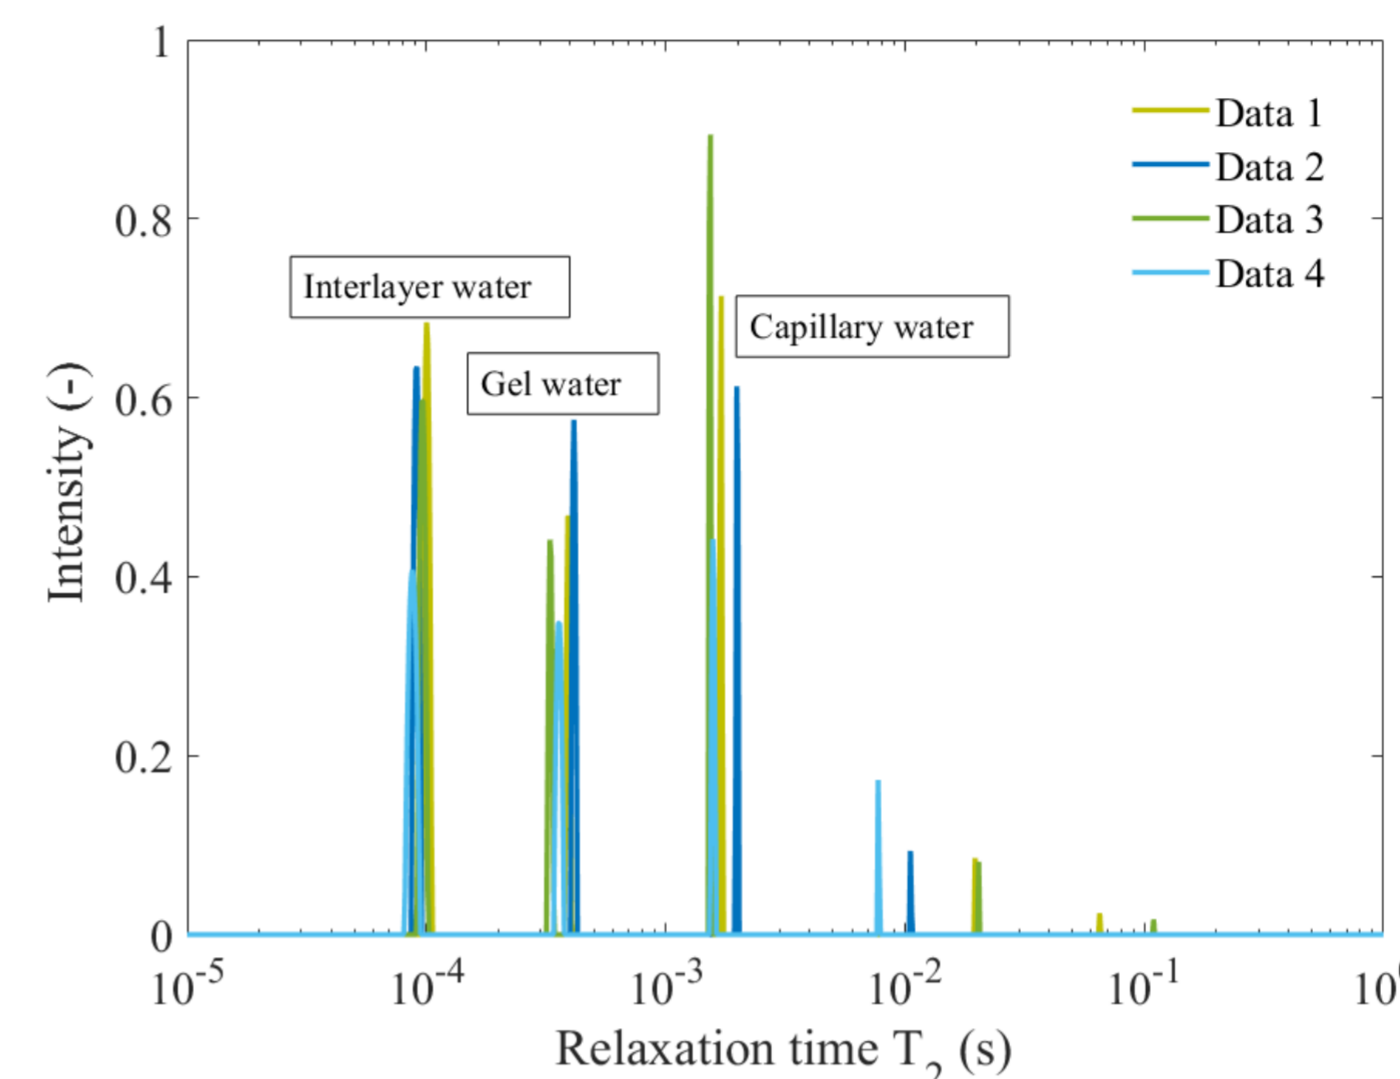 1
Data 1
Data 2
Data 3
Data 4
0.8
Interlayer water
Capillary water
Gel water
0.6
Intensity (-)
0.4
0.2
0
10-5
10-4
10-3
10-2
10-1
10
Relaxation time T2 (s)